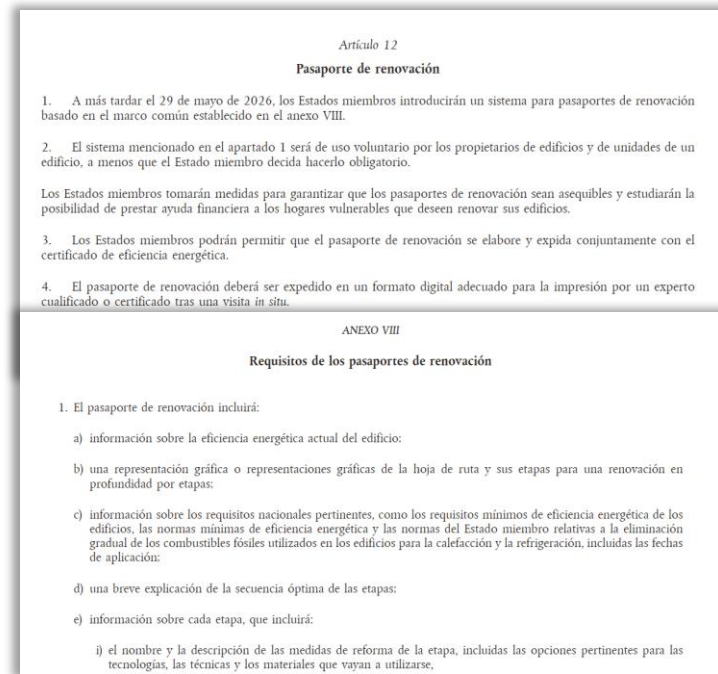 Artículo 12
Pasaporte de renovación
1. A más tardar el 29 de mayo de 2026, los Estados miembros introducirán un sistema para pasaportes de renovación
basado en el marco común establecido en el anexo VIII.
2. El sistema mencionado en el apartado 1 será de uso voluntario por los propietarios de edificios y de unidades de un
edificio, a menos que el Estado miembro decida hacerlo obligatorio.
Los Estados miembros tomarán medidas para garantizar que los pasaportes de renovación sean asequibles y estudiarán la
posibilidad de prestar ayuda financiera a los hogares vulnerables que deseen renovar sus edificios.
3. Los Estados miembros podrán permitir que el pasaporte de renovación se elabore y expida conjuntamente con el
certificado de eficiencia energética.
4. El pasaporte de renovación deberá ser expedido en un formato digital adecuado para la impresión por un experto
cualificado o certificado tras una visita in situ.
ANEXO VIII
Requisitos de los pasaportes de renovación
1. El pasaporte de renovación incluirá:
a) información sobre la eficiencia energética actual del edificio;
b) una representación gráfica o representaciones gráficas de la hoja de ruta y sus etapas para una renovación en
profundidad por etapas;
c) información sobre los requisitos nacionales pertinentes, como los requisitos mínimos de eficiencia energética de los
edificios, las normas mínimas de eficiencia energética y las normas del Estado miembro relativas a la eliminación
gradual de los combustibles fósiles utilizados en los edificios para la calefacción y la refrigeración, incluidas las fechas
de aplicación;
d) una breve explicación de la secuencia óptima de las etapas;
e) información sobre cada etapa, que incluirá:
i) el nombre y la descripción de las medidas de reforma de la etapa, incluidas las opciones pertinentes para las
tecnologías, las técnicas y los materiales que vayan a utilizarse,